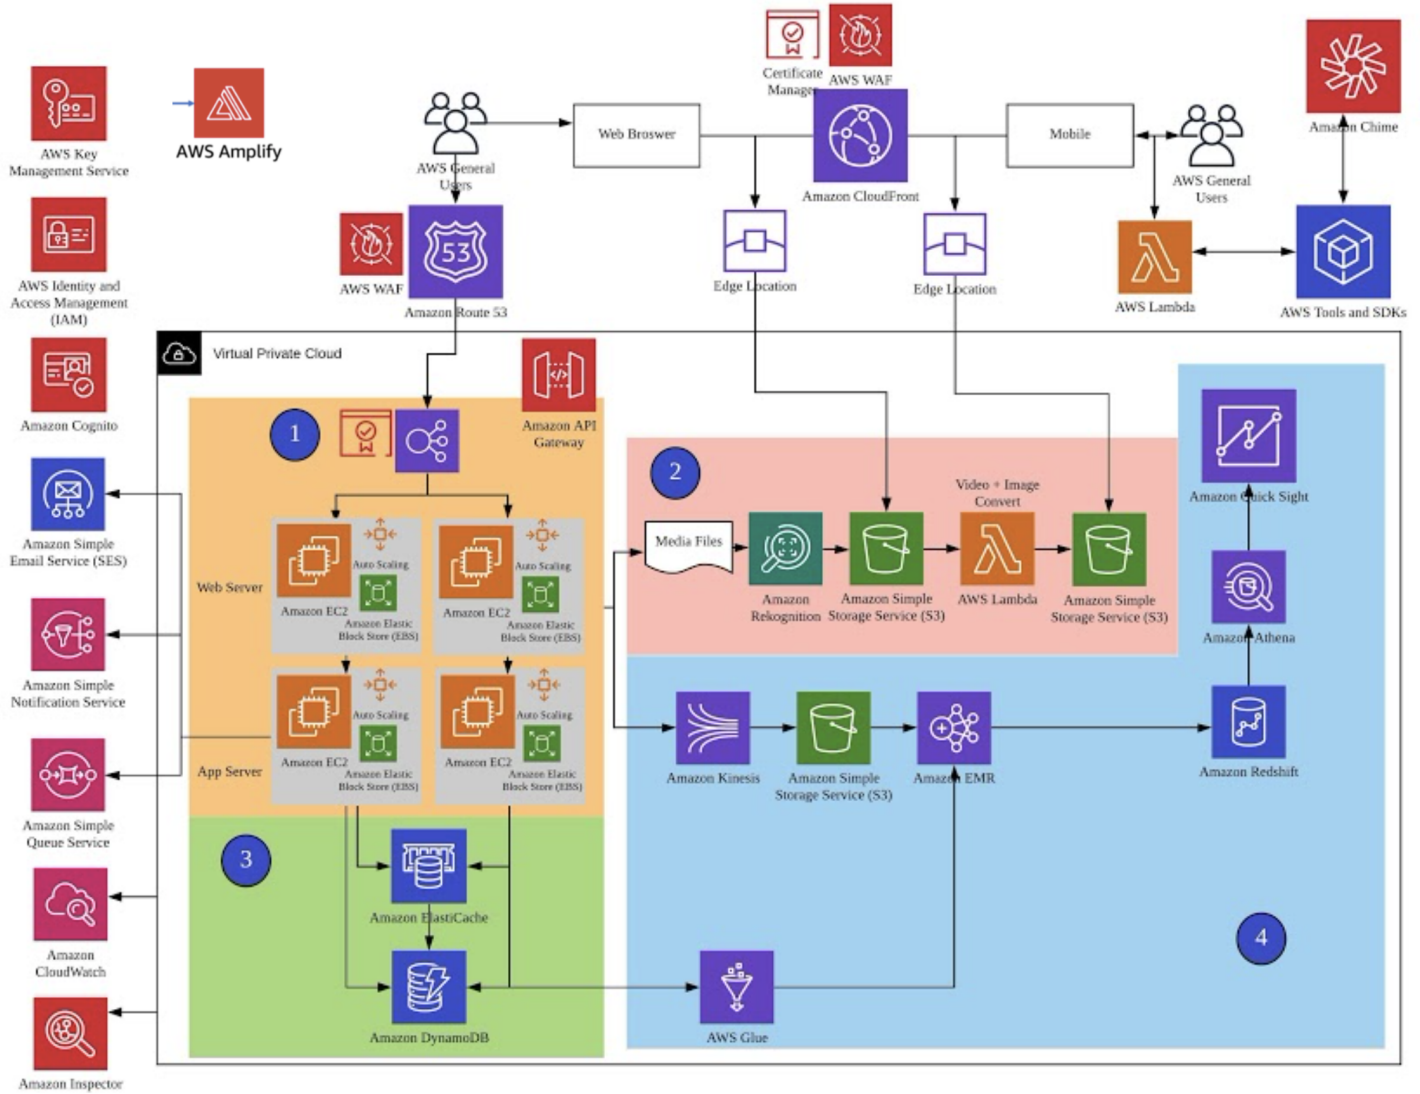 Certificate
Manager
AWS WAF
Amazon Chime
AWS Key
Management Service
AWS Amplify
AWS General
Users
Web Broswer
Amazon CloudFront
Mobile
AWS General
Users
AWS Identity and
Access Management
(IAM)
AWS WAF
53
Amazon Route 53
Edge Location
Edge Location
AWS Lambda
AWS Tools and SDKs
Virtual Private Cloud
Amazon Cognito
1
Amazon API
Gateway
2
Video + Image
Convert
Amazon Quick Sight
Amazon Simple
Email Service (SES)
Web Server
Amazon EC2
Auto Scaling
Amazon Elastic
Block Store (EBS)
Amazon EC2
Auto Scaling
Amazon Elastic
Block Store (EBS)
Media Files
Amazon
Rekognition
Amazon Simple
Storage Service (S3)
AWS Lambda
Amazon Simple
Storage Service (S3)
Amazon Athena
Amazon Simple
Notification Service
App Server
Amazon EC2
Auto Scaling
Amazon Elastic
Block Store (EBS)
Amazon EC2
Auto Scaling
Amazon Elastic
Block Store (EBS)
Amazon Kinesis
Amazon Simple
Storage Service (S3)
Amazon EMR
Amazon Redshift
Amazon Simple
Queue Service
3
Amazon ElastiCache
4
Amazon
CloudWatch
Amazon DynamoDB
AWS Glue
Amazon Inspector